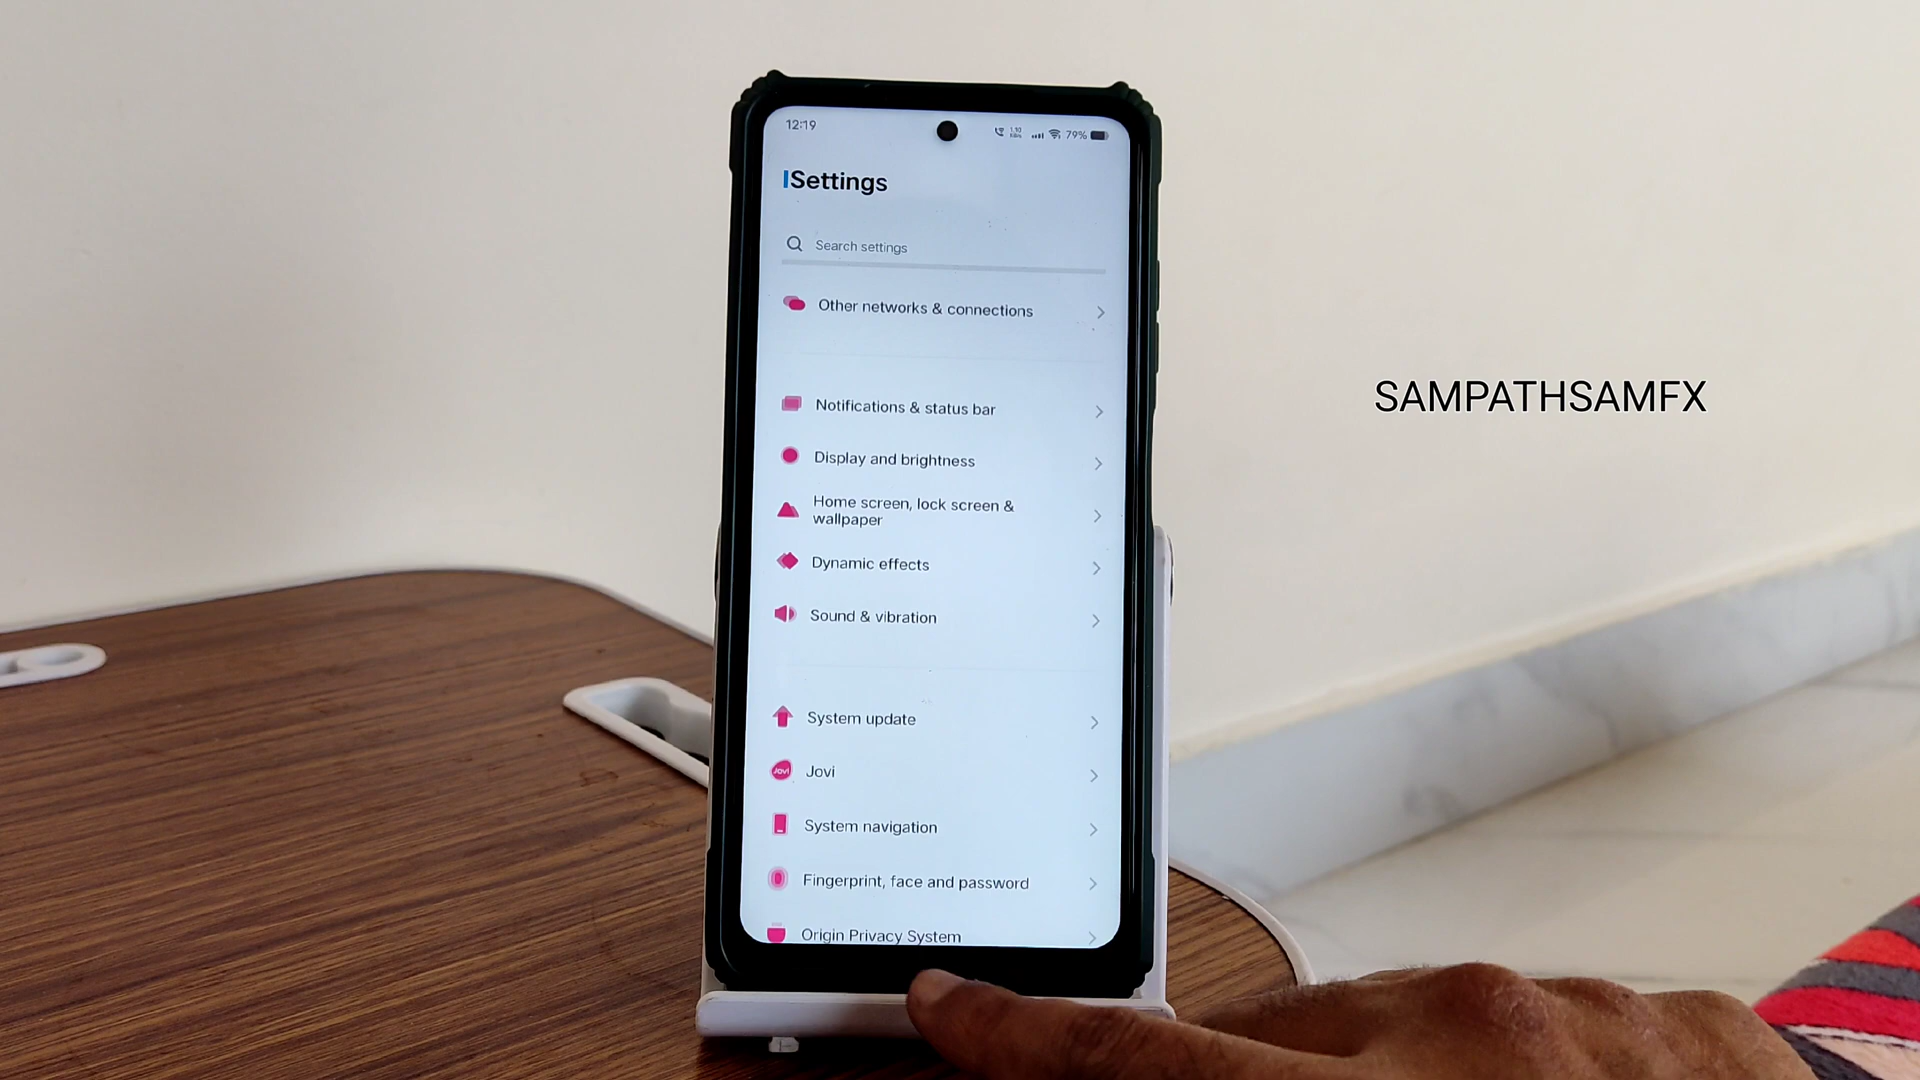 12:19
79%
Settings
Search settings
Other networks & connections
Notifications & status bar
Display and brightness
Home screen, lock screen &
wallpaper
Dynamic effects
Sound & vibration
System update
Jovi
Jovi
System navigation
Fingerprint, face and password
Origin Privacy System
SAMPATHSAMFX